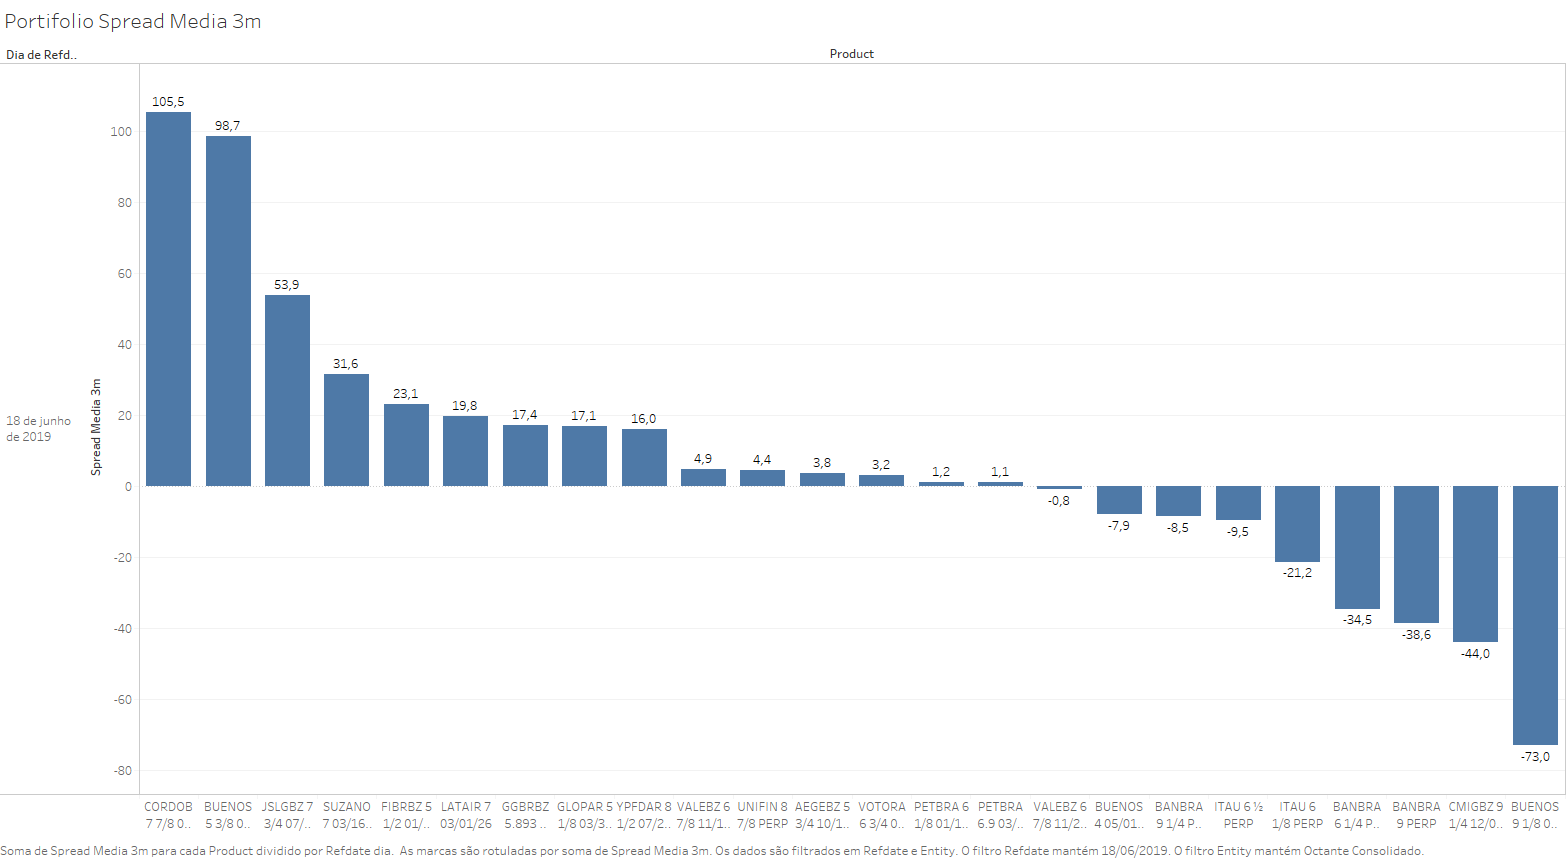 Portifolio Spread Media 3m
Dia de Refd..
Product
105,5
98,7
53,9
31,6
23,1
19,8
17,4
17,1
16,0
4,9
4,4
3,8
3,2
1,2
1,1
-0,8
-7,9
-8,5
-9,5
-21,2
-34,5
-38,6
-44,0
-73,0
100
80
60
40
20
0
-20
-40
-60
-80
Spread Media 3m
18 de junho
de 2019
CORDOB
7 7/8 0..
BUENOS
5 3/8 0..
JSLGBZ 7
3/4 07/..
SUZANO
7 03/16..
FIBRBZ 5
1/2 01/..
LATAIR 7
03/01/26
GGBRBZ
5.893 ..
GLOPAR 5
1/8 03/3..
YPFDAR 8
1/2 07/2..
VALEBZ 6
7/8 11/1..
UNIFIN 8
7/8 PERP
AEGEBZ 5
3/4 10/1..
VOTORA
6 3/4 0..
PETBRA 6
1/8 01/1..
PETBRA
6.9 03/..
VALEBZ 6
7/8 11/2..
BUENOS
4 05/01..
BANBRA
9 1/4 P..
ITAU 6 ½
PERP
ITAU 6
1/8 PERP
BANBRA
6 1/4 P..
BANBRA
9 PERP
CMIGBZ 9
1/4 12/0..
BUENOS
9 1/8 0..
Soma de Spread Media 3m para cada Product dividido por Refdate dia.  As marcas são rotuladas por soma de Spread Media 3m. Os dados são filtrados em Refdate e Entity. O filtro Refdate mantém 18/06/2019. O filtro Entity mantém Octante Consolidado.